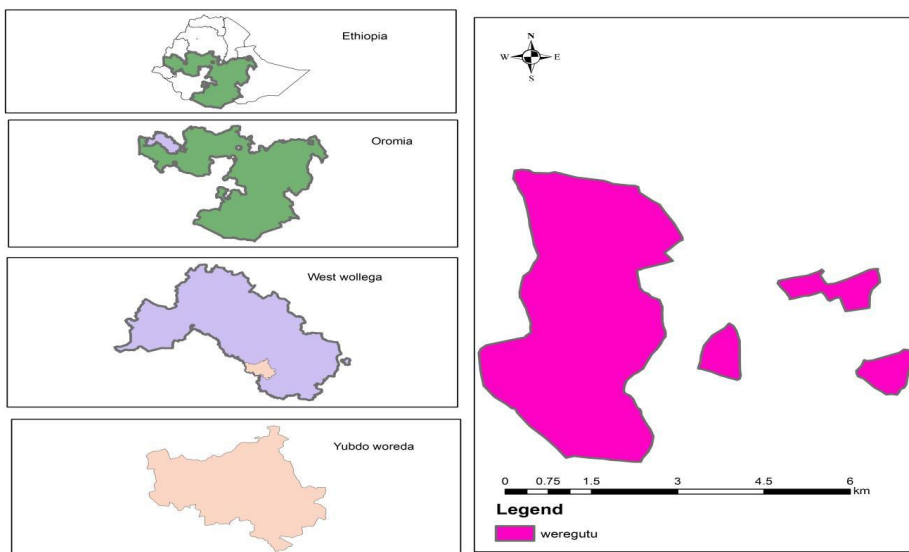 Ethiopia
Oromia
West wollega
Yubdo woreda
N
W E
S
0 0.75 1.5 3 4.5 6
km
Legend
weregutu